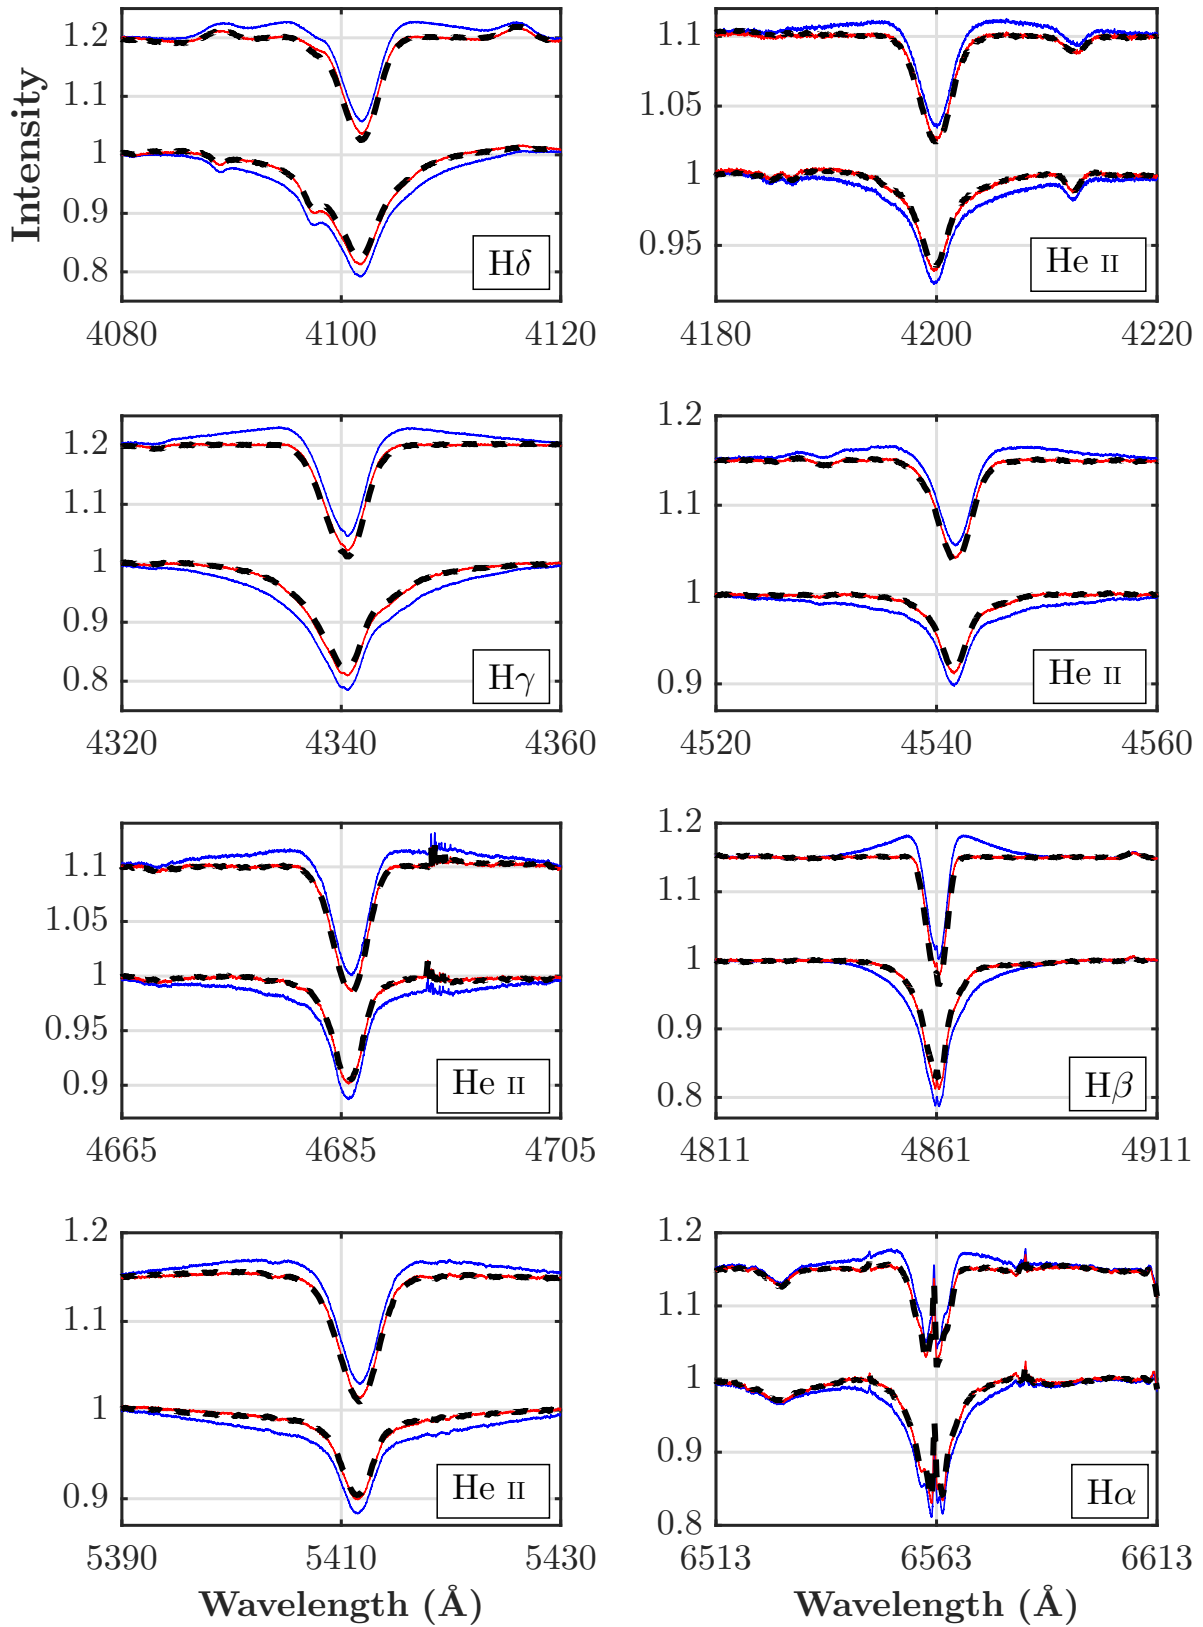 Intensity
1.2
1.1
1
0.9
0.8
Hδ
4080 4100 4120
1.1
1.05
1
0.95
He II
4180 4200 4220
1.2
1.1
1
0.9
0.8
Hγ
4320 4340 4360
1.2
1.1
1
0.9
He II
4520 4540 4560
1.1
1.05
1
0.95
0.9
He II
4665 4685 4705
1.2
1.1
1
0.9
0.8
Hβ
4811 4861 4911
1.2
1.1
1
0.9
He II
5390 5410 5430
Wavelength (Å)
1.2
1.1
1
0.9
0.8
Hα
6513 6563 6613
Wavelength (Å)